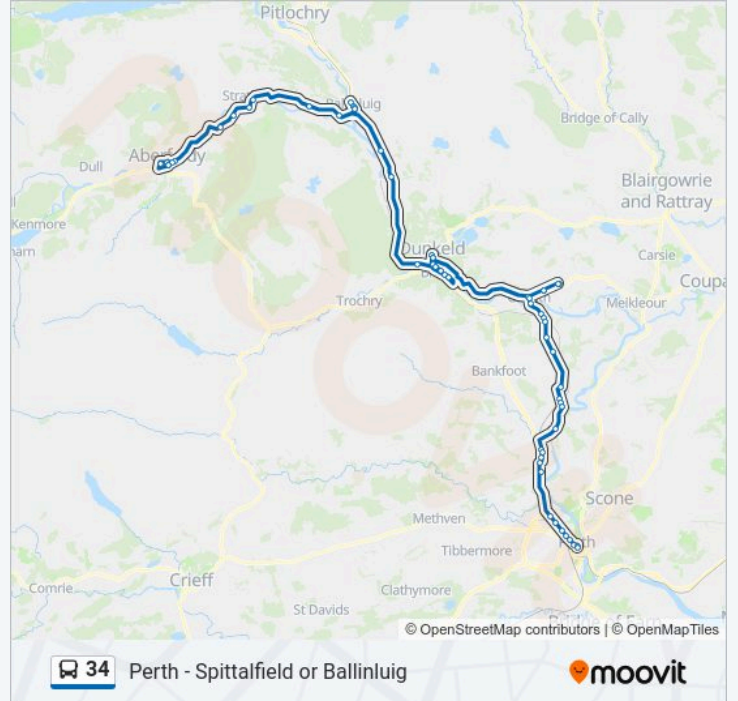 Pitlochry
Bridge of Cally
Dull
Blairgowrie
and Rattray
Kenmore
Dunkeld
Carsie
Trochry
Meikleour
Bankfoot
Scone
Methven
Tibbermore
Crieff
Comrie
Clathymore
St Davids
© OpenStreetMap contributors | © OpenMapTiles
34 Perth - Spittalfield or Ballinluig
moovit